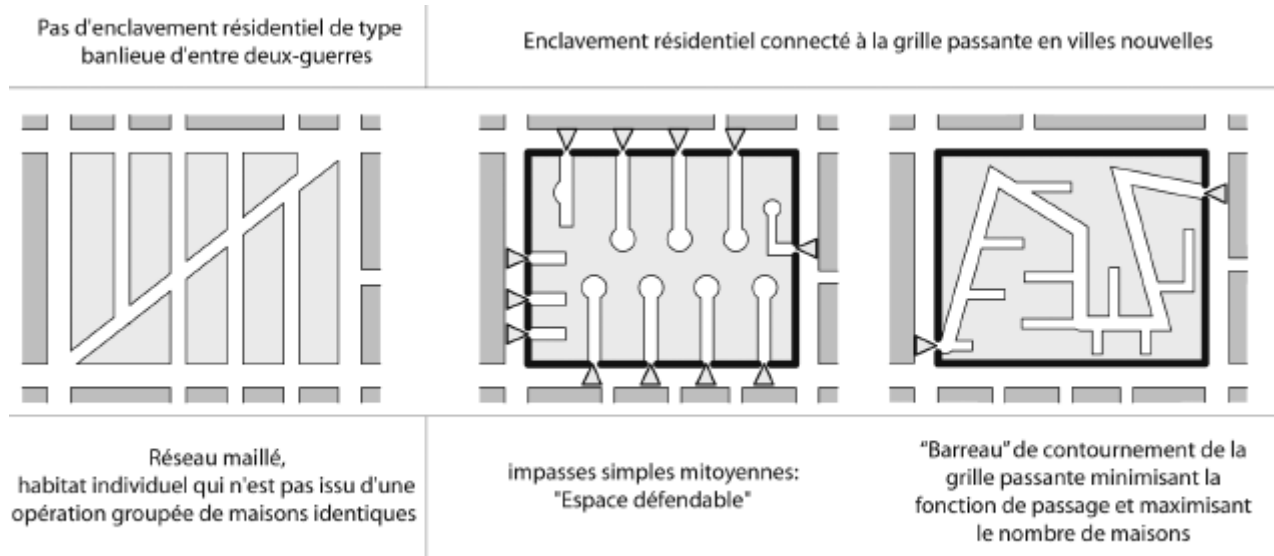 Pas d'enclavement résidentiel de type
banlieue d'entre deux-guerres
Enclavement résidentiel connecté à la grille passante en villes nouvelles
Réseau maillé,
habitat individuel qui n'est pas issu d'une
opération groupée de maisons identiques
impasses simples mitoyennes:
"Espace défendable"
"Barreau" de contournement de la
grille passante minimisant la
fonction de passage et maximisant
le nombre de maisons